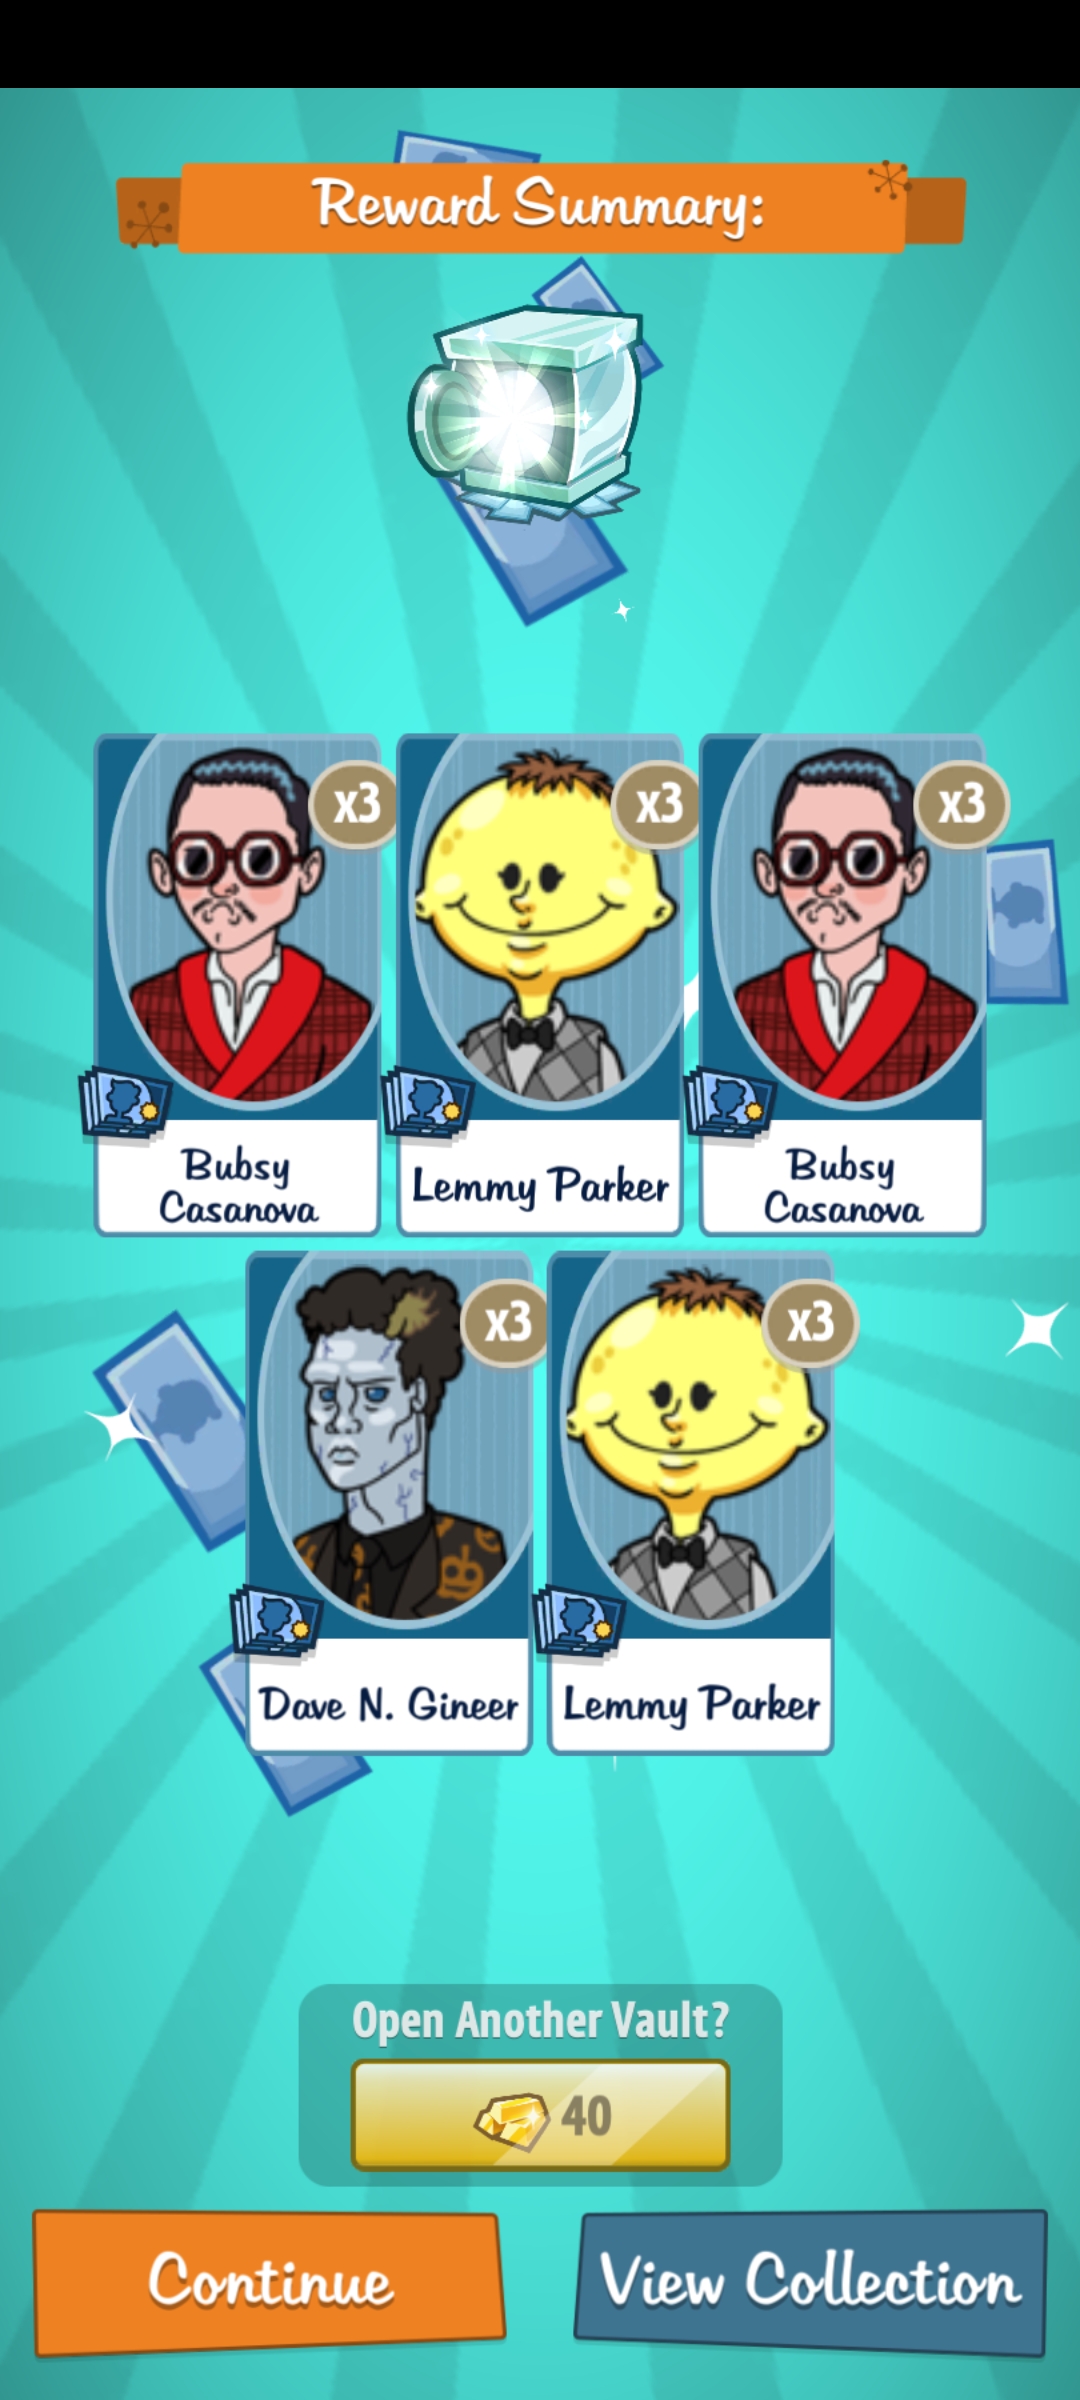 Reward Summary:
x3
x3
x3
Bubsy
Casanova
Lemmy Parker
Bubsy
Casanova
x3
x3
Dave N. Gineer
Lemmy Parker
Open Another Vault?
40
Continue
View Collection